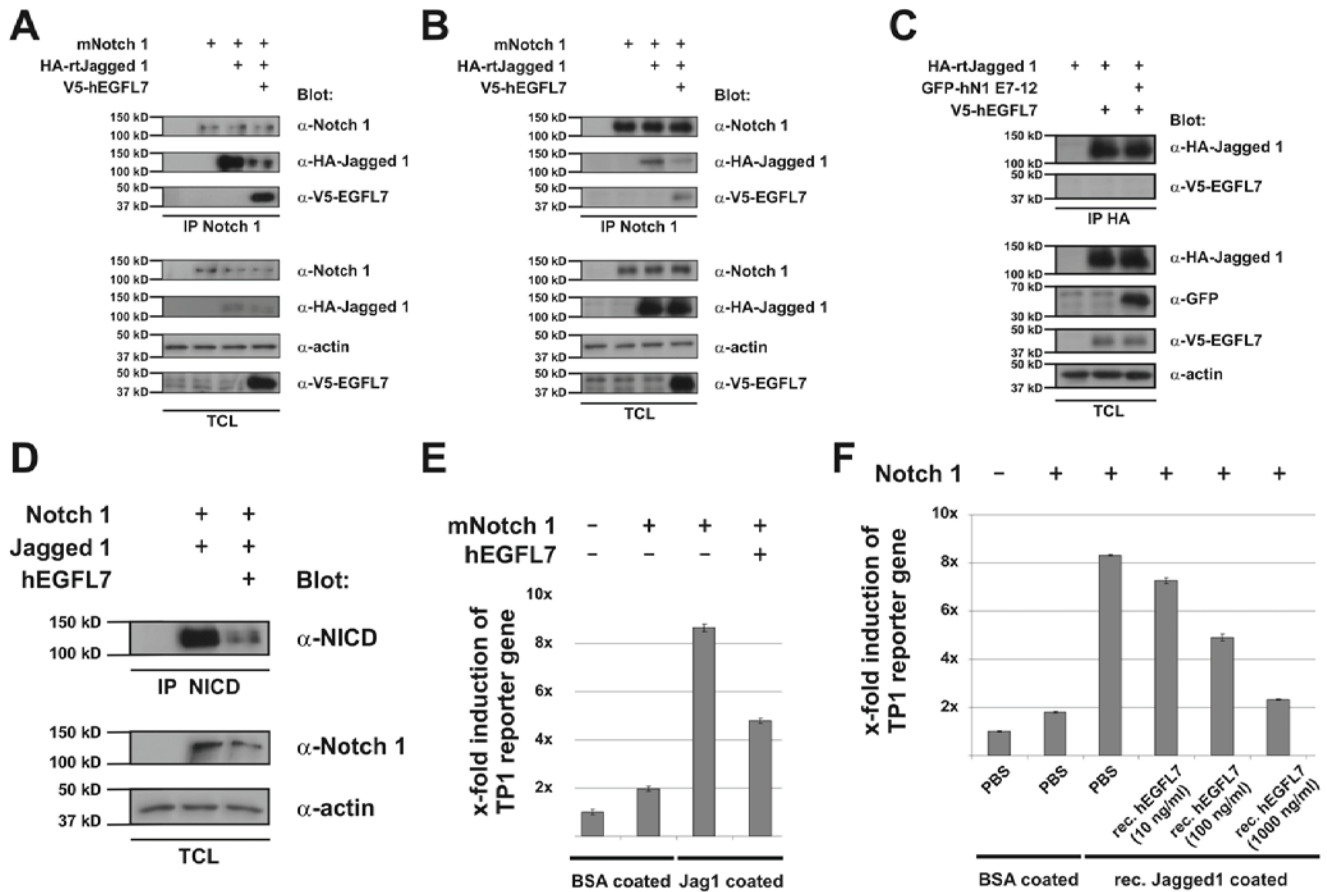 A
mNotch 1 + + +
HA-rtJagged 1 + +
V5-hEGFL7 +
Blot:
150 kD
100 kD
α-Notch 1
150 kD
100 kD
α-HA-Jagged 1
50 kD
37 kD
α-V5-EGFL7
IP Notch 1
150 kD
100 kD
α-Notch 1
150 kD
100 kD
α-HA-Jagged 1
50 kD
37 kD
α-actin
50 kD
37 kD
α-V5-EGFL7
TCL
B
mNotch 1 + + +
HA-rtJagged 1 + +
V5-hEGFL7 +
Blot:
150 kD
100 kD
α-Notch 1
150 kD
100 kD
α-HA-Jagged 1
50 kD
37 kD
α-V5-EGFL7
IP Notch 1
150 kD
100 kD
α-Notch 1
150 kD
100 kD
α-HA-Jagged 1
50 kD
37 kD
α-actin
50 kD
37 kD
α-V5-EGFL7
TCL
C
HA-rtJagged 1 + + +
GFP-hN1 E7-12 +
V5-hEGFL7 + +
Blot:
150 kD
100 kD
α-HA-Jagged 1
50 kD
37 kD
α-V5-EGFL7
IP HA
150 kD
100 kD
α-HA-Jagged 1
70 kD
30 kD
α-GFP
50 kD
37 kD
α-V5-EGFL7
50 kD
37 kD
α-actin
TCL
D
Notch 1 + +
Jagged 1 + +
hEGFL7 +
Blot:
150 kD
100 kD
α-NICD
IP NICD
150 kD
100 kD
α-Notch 1
50 kD
37 kD
α-actin
TCL
E
mNotch 1 – + + +
hEGFL7 – – – +
x-fold induction of
TP1 reporter gene
10x
8x
6x
4x
2x
BSA coated Jag1 coated
F
Notch 1 – + + + + +
x-fold induction of
TP1 reporter gene
10x
8x
6x
4x
2x
PBS
PBS
PBS
rec. hEGFL7
(10 ng/ml)
rec. hEGFL7
(100 ng/ml)
rec. hEGFL7
(1000 ng/ml)
BSA coated rec. Jagged1 coated